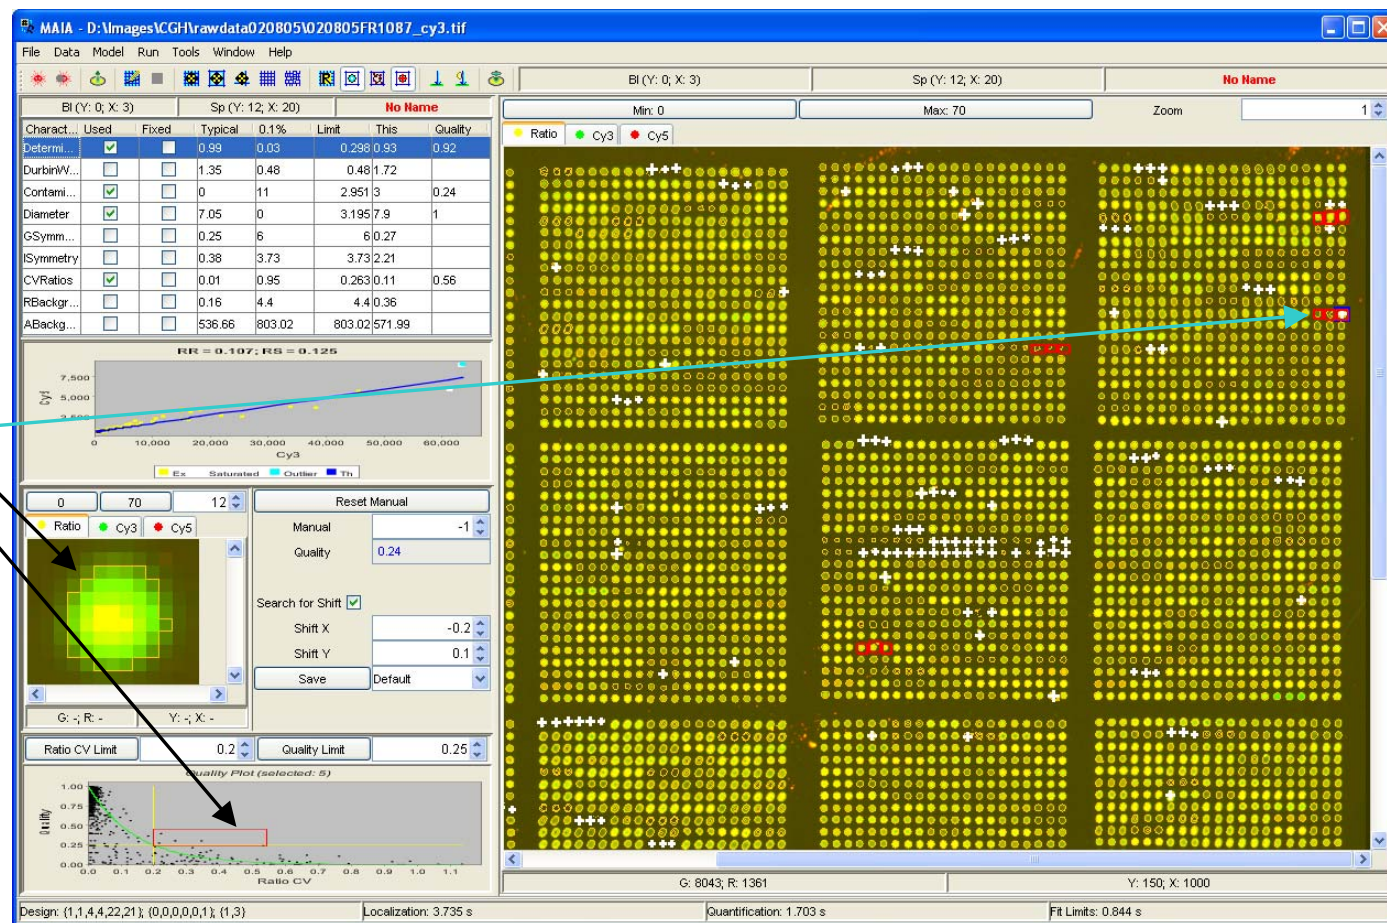 MAIA - D:\Images\CGH\rawdata020805\020805FR1087_cy3.tif
File Data Model Run Tools Window Help
Bl (Y: 0; X: 3) Sp (Y: 12; X: 20) No Name
Bl (Y: 0; X: 3) Sp (Y: 12; X: 20) No Name
Charact... Used Fixed Typical 0.1% Limit This Quality
Determi... 0.99 0.03 0.298 0.93 0.92
DurbinW... 1.35 0.48 0.48 1.72
Contami... 0 11 2.951 3 0.24
Diameter 7.05 0 3.195 7.9 1
GSymm... 0.25 6 6 0.27
ISymmetry 0.38 3.73 3.73 2.21
CVRatios 0.01 0.95 0.263 0.11 0.56
RBackgr... 0.16 4.4 4.4 0.36
ABackg... 536.66 803.02 803.02 571.99
RR = 0.107; RS = 0.125
7,500
5,000
2,500
0 10,000 20,000 30,000 40,000 50,000 60,000
Cy3
Ex Saturated Outlier Th
0 70 12 Reset Manual
Ratio Cy3 Cy5
Manual -1
Quality 0.24
Search for Shift
Shift X -0.2
Shift Y 0.1
Save Default
G: -; R: - Y: -; X: -
Ratio CV Limit 0.2 Quality Limit 0.25
Quality Plot (selected: 5)
Quality
1.00
0.75
0.50
0.25
0.00
0.0 0.1 0.2 0.3 0.4 0.5 0.6 0.7 0.8 0.9 1.0 1.1
Ratio CV
Min: 0 Max: 70 Zoom 1
Ratio Cy3 Cy5
G: 8043; R: 1361 Y: 150; X: 1000
Design: {1,1,4,4,22,21}; {0,0,0,0,0,1}; {1,3} Localization: 3.735 s Quantification: 1.703 s Fit Limits: 0.844 s